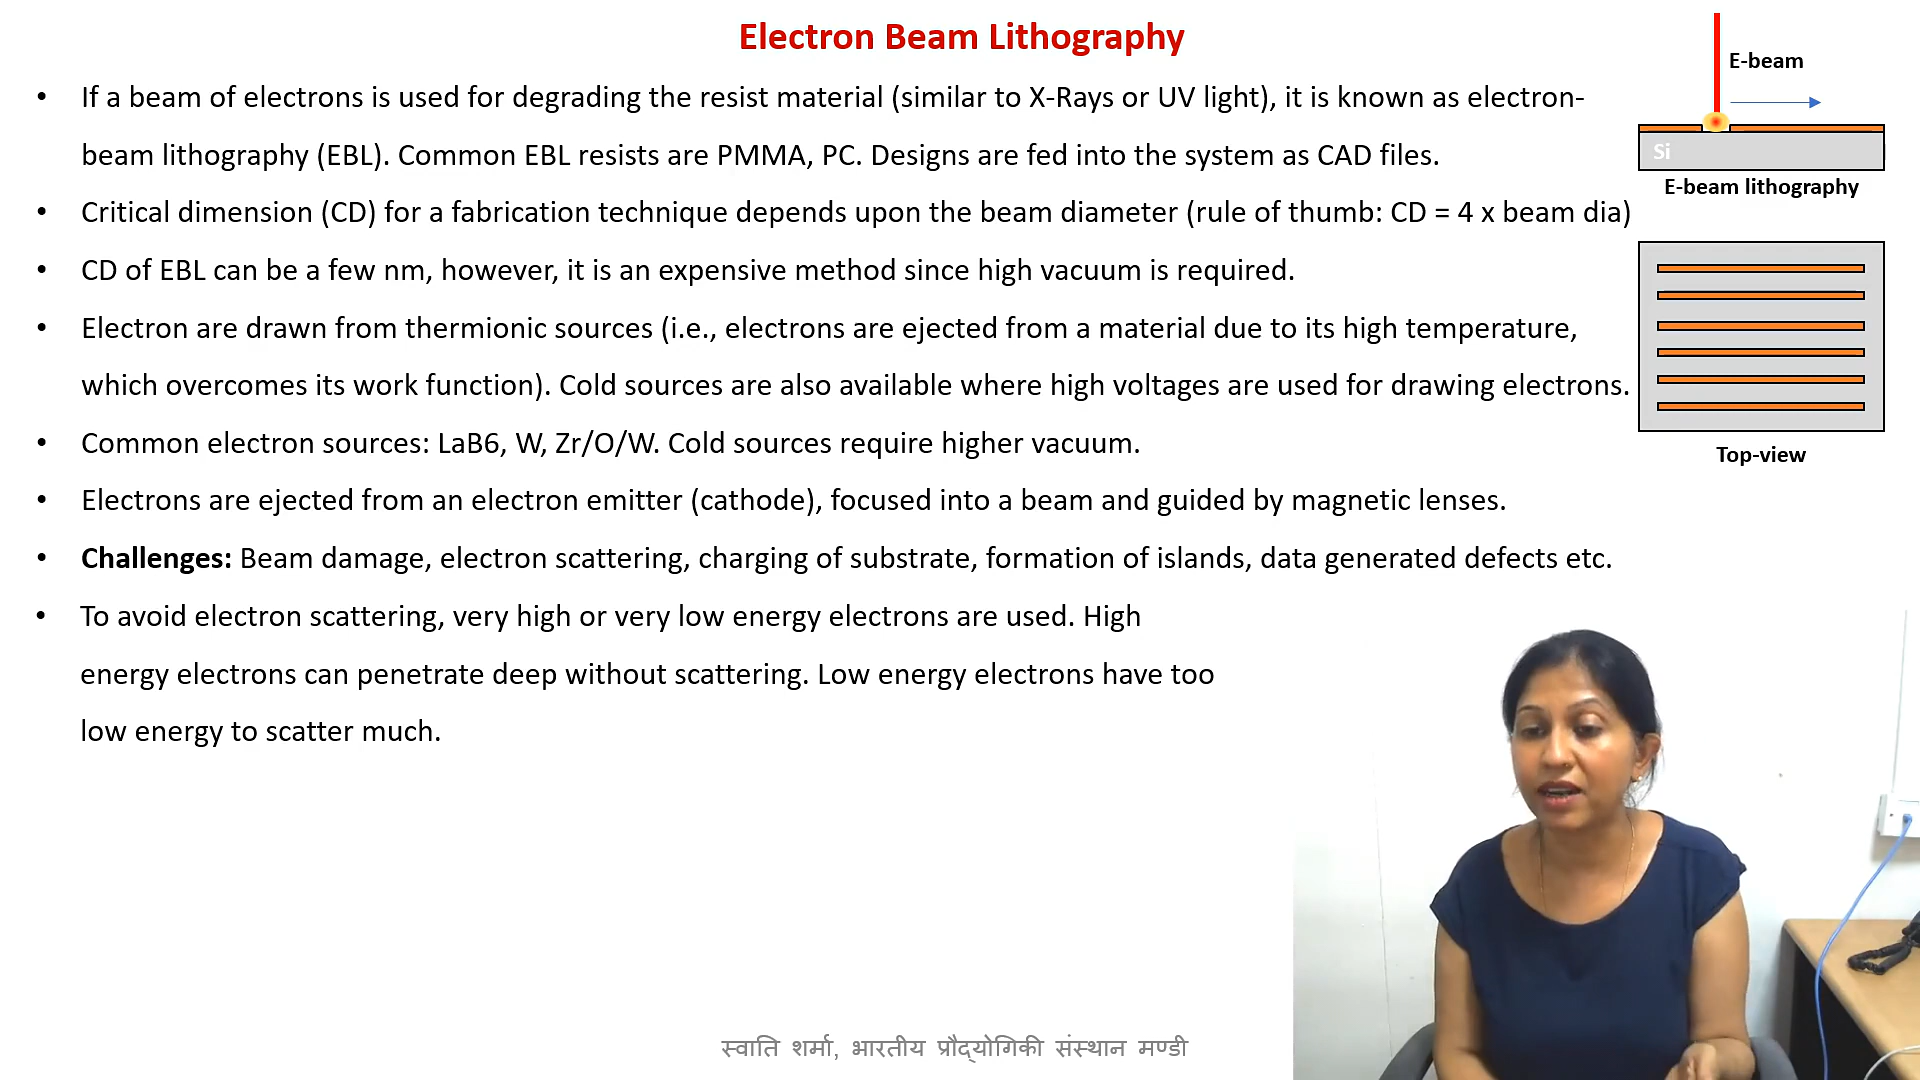 Electron Beam Lithography
• If a beam of electrons is used for degrading the resist material (similar to X-Rays or UV light), it is known as electron-
beam lithography (EBL). Common EBL resists are PMMA, PC. Designs are fed into the system as CAD files.
• Critical dimension (CD) for a fabrication technique depends upon the beam diameter (rule of thumb: CD = 4 x beam dia)
• CD of EBL can be a few nm, however, it is an expensive method since high vacuum is required.
• Electron are drawn from thermionic sources (i.e., electrons are ejected from a material due to its high temperature,
which overcomes its work function). Cold sources are also available where high voltages are used for drawing electrons.
• Common electron sources: LaB6, W, Zr/O/W. Cold sources require higher vacuum.
• Electrons are ejected from an electron emitter (cathode), focused into a beam and guided by magnetic lenses.
• Challenges: Beam damage, electron scattering, charging of substrate, formation of islands, data generated defects etc.
• To avoid electron scattering, very high or very low energy electrons are used. High
energy electrons can penetrate deep without scattering. Low energy electrons have too
low energy to scatter much.
E-beam
Si
E-beam lithography
Top-view
स्वाति शर्मा, भारतीय प्रौद्योगिकी संस्थान मण्डी